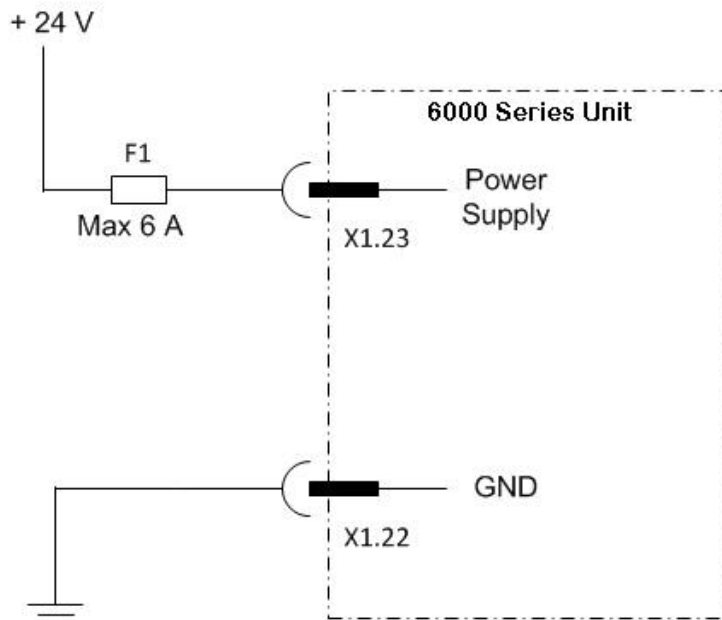 + 24 V
6000 Series Unit
F1
Max 6 A
X1.23
Power
Supply
X1.22
GND